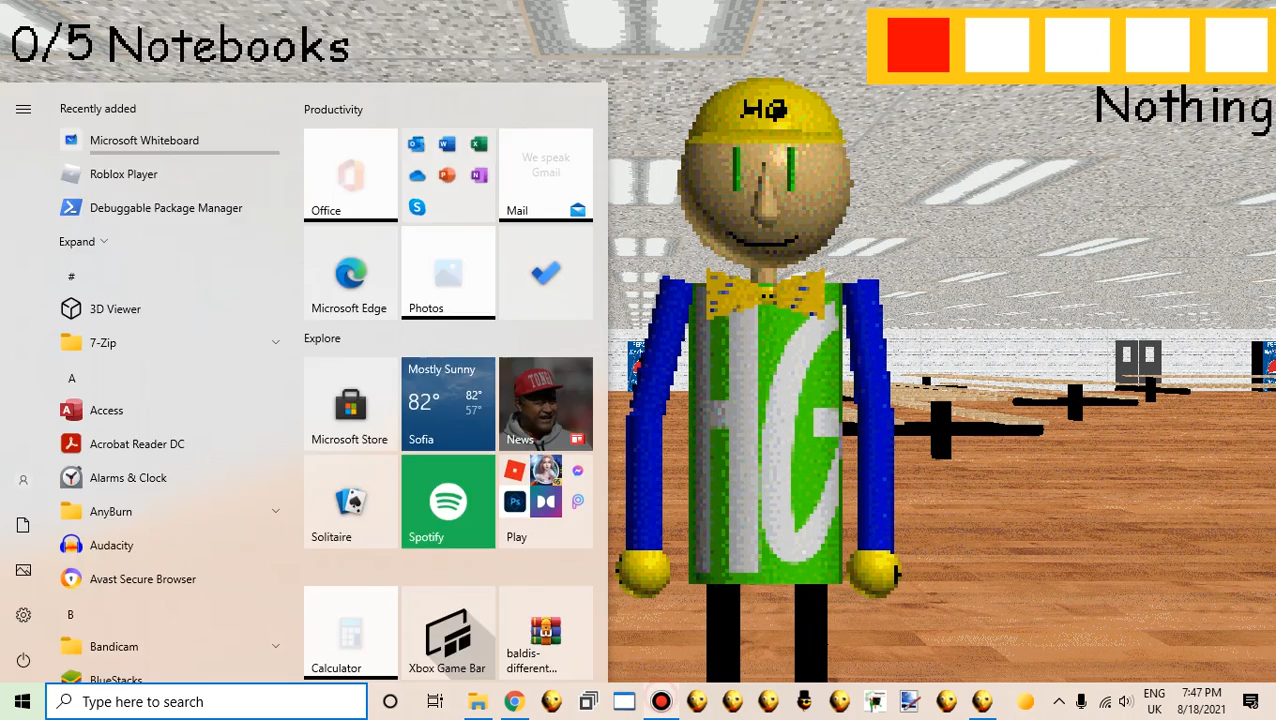 0/5 Notebooks
Nothing
HQ
Recently added
Microsoft Whiteboard
Roblox Player
Debuggable Package Manager
Expand
#
3D Viewer
7-Zip
A
Access
Acrobat Reader DC
Alarms & Clock
AnyBurn
Audacity
Avast Secure Browser
B
Bandicam
BlueStacks
Productivity
Office
We speak
Gmail
Mail
Microsoft Edge
Photos
Explore
Microsoft Store
Mostly Sunny
82° 82°
57°
Sofia
News
Solitaire
Spotify
Play
Calculator
Xbox Game Bar
baldis-
different...
Type here to search
ENG
UK
7:47 PM
8/18/2021